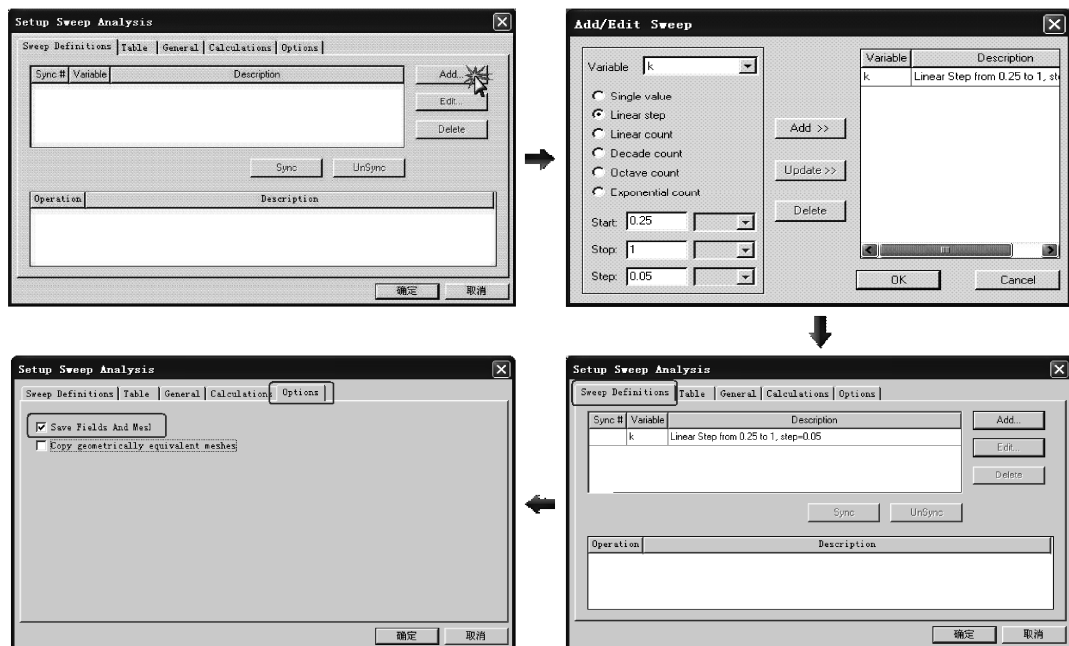 Setup Sweep Analysis
Sweep Definitions Table General Calculations Options
Sync # Variable Description
Add...
Edit...
Delete
Sync UnSync
Operation Description
确定 取消
Add/Edit Sweep
Variable k
Single value
Linear step
Linear count
Decade count
Octave count
Exponential count
Start: 0.25
Stop: 1
Step: 0.05
Add >>
Update >>
Delete
Variable Description
k Linear Step from 0.25 to 1, st
OK Cancel
Setup Sweep Analysis
Sweep Definitions Table General Calculations Options
Save Fields And Mesl
Copy geometrically equivalent meshes
确定 取消
Setup Sweep Analysis
Sweep Definitions Table General Calculations Options
Sync # Variable Description
k Linear Step from 0.25 to 1, step=0.05
Add...
Edit...
Delete
Sync UnSync
Operation Description
确定 取消